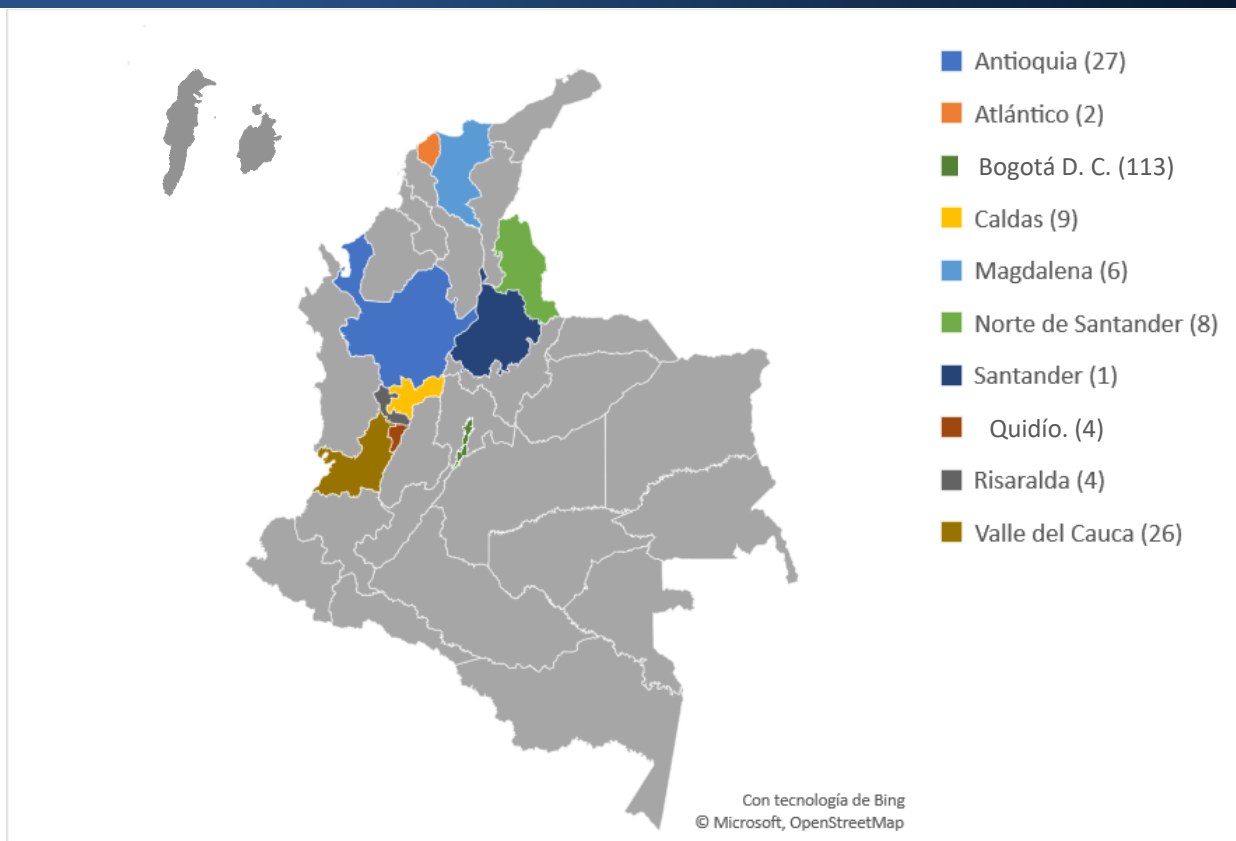 Antioquia (27)
Atlántico (2)
Bogotá D. C. (113)
Caldas (9)
Magdalena (6)
Norte de Santander (8)
Santander (1)
Quidío. (4)
Risaralda (4)
Valle del Cauca (26)
Con tecnología de Bing
© Microsoft, OpenStreetMap